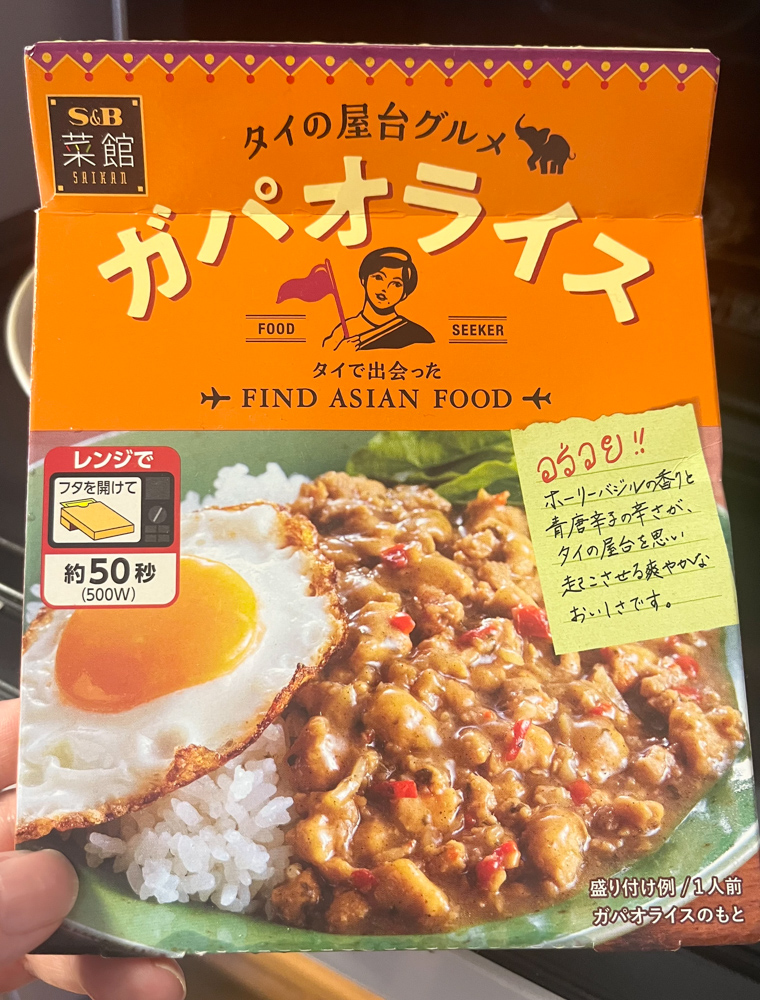 S&B
菜館
SAIKAN
タイの屋台グルメ
ガパオライス
FOOD
SEEKER
タイで出会った
FIND ASIAN FOOD
レンジで
フタを開けて
約50秒
(500W)
อร่อย!!
ホーリーバジルの香りと
青唐辛子の辛さが、
タイの屋台を思い
起こさせる爽やかな
おいしさです。
盛り付け例/1人前
ガパオライスのもと